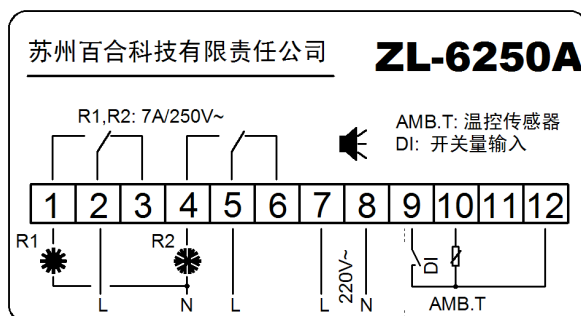 苏州百合科技有限责任公司 ZL-6250A
R1,R2: 7A/250V~
AMB.T: 温控传感器
DI: 开关量输入
1 2 3 4 5 6 7 8 9 10 11 12
R1 R2 DI
L N L L 220V~ N AMB.T